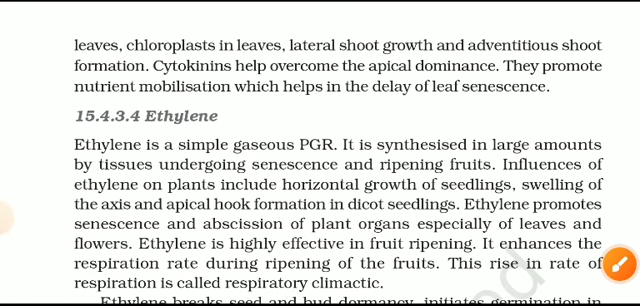 leaves, chloroplasts in leaves, lateral shoot growth and adventitious shoot
formation. Cytokinins help overcome the apical dominance. They promote
nutrient mobilisation which helps in the delay of leaf senescence.
15.4.3.4 Ethylene
Ethylene is a simple gaseous PGR. It is synthesised in large amounts
by tissues undergoing senescence and ripening fruits. Influences of
ethylene on plants include horizontal growth of seedlings, swelling of
the axis and apical hook formation in dicot seedlings. Ethylene promotes
senescence and abscission of plant organs especially of leaves and
flowers. Ethylene is highly effective in fruit ripening. It enhances the
respiration rate during ripening of the fruits. This rise in rate of
respiration is called respiratory climactic.
Ethylene breaks seed and bud dormancy, initiates germination in